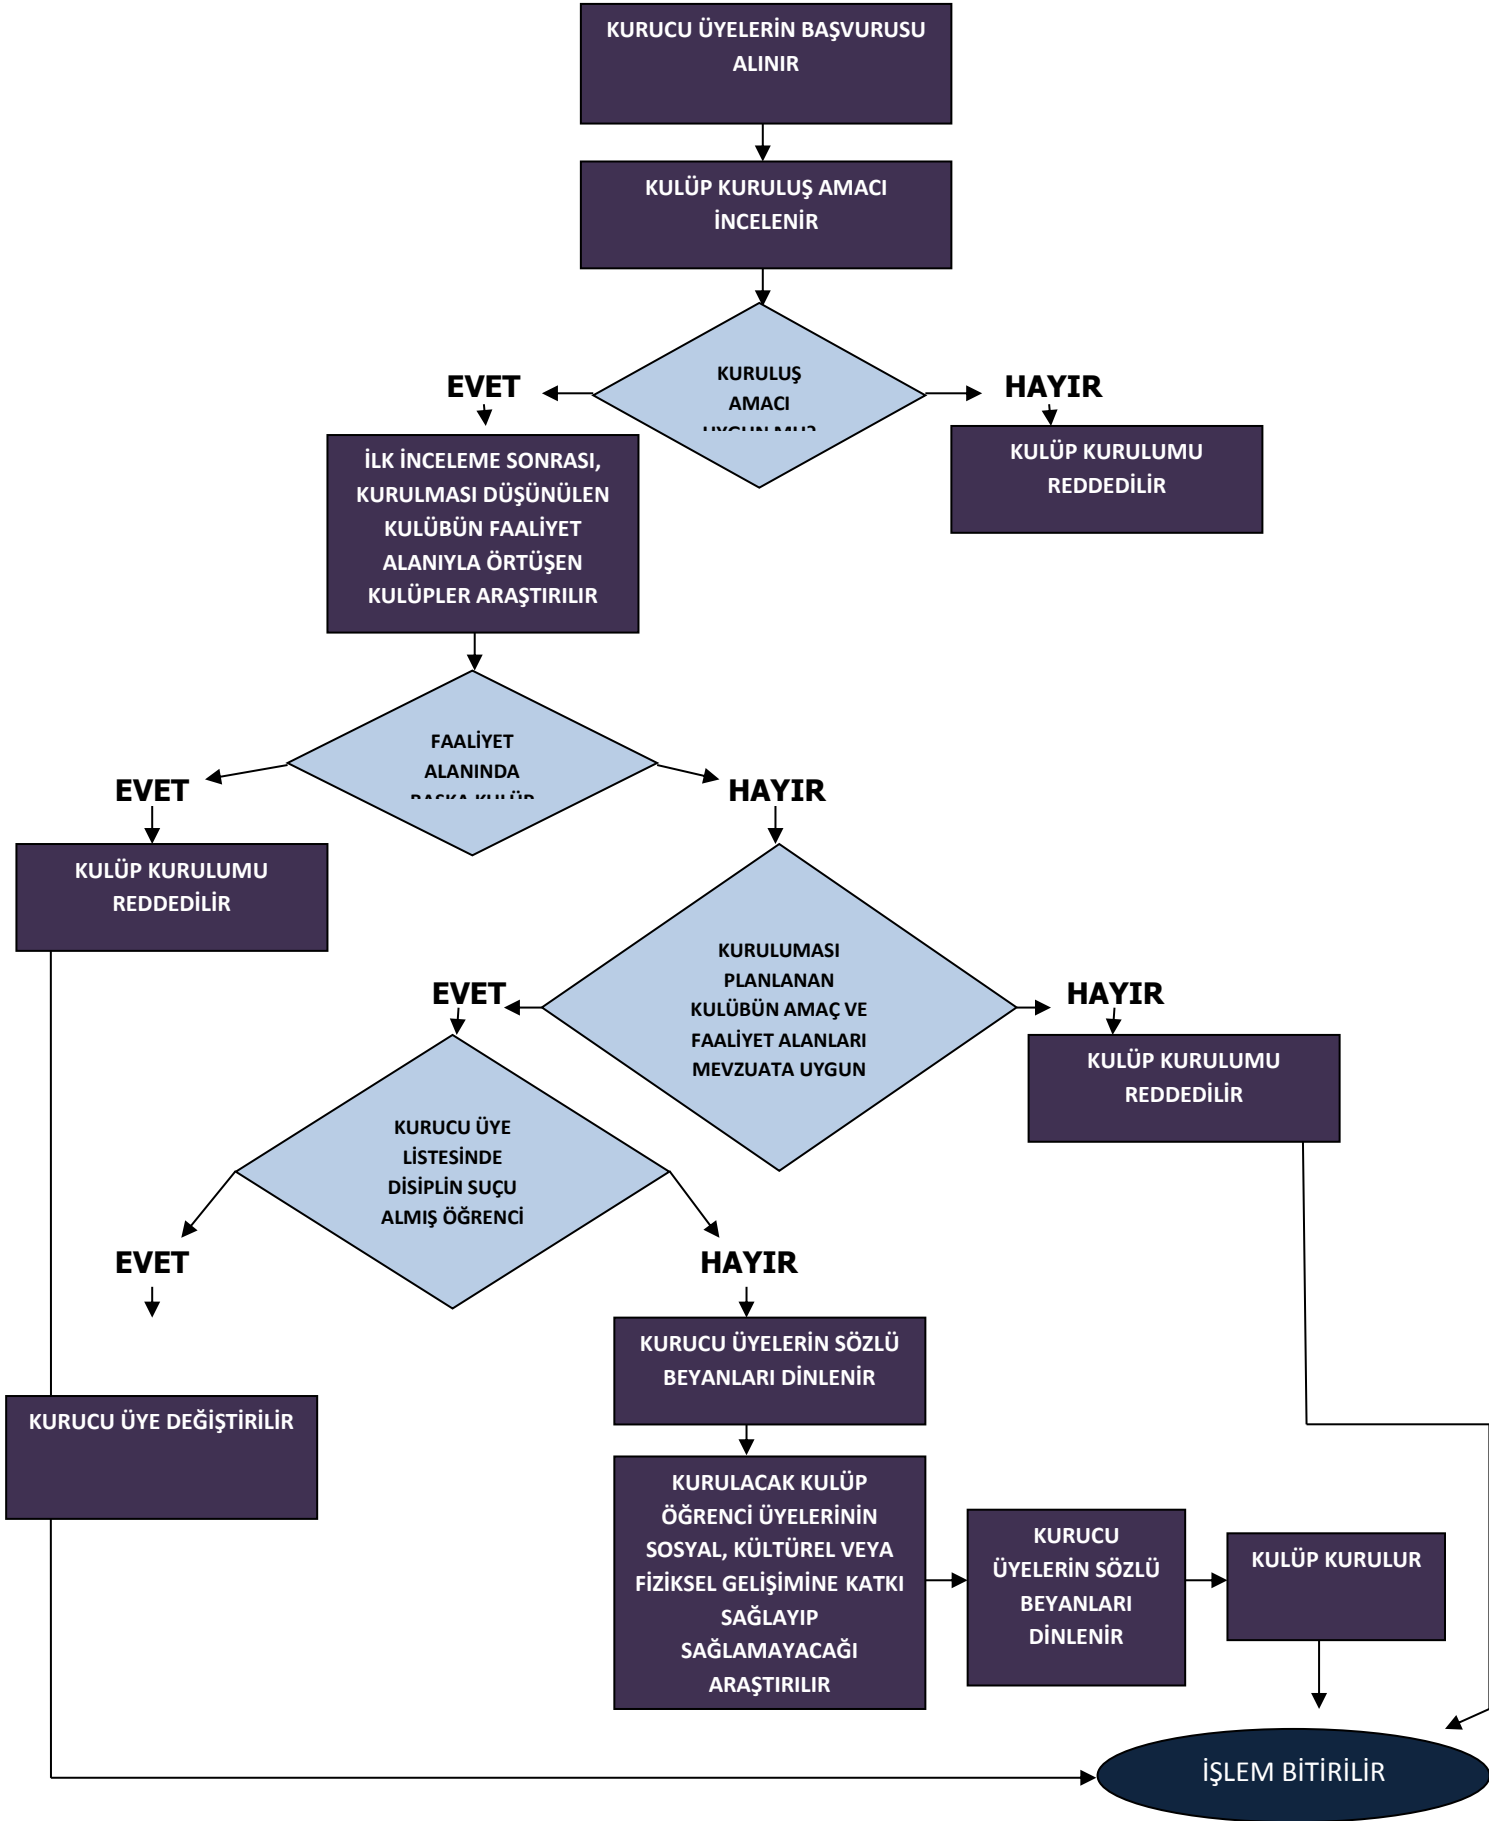 KURUCU ÜYELERİN BAŞVURUSU
ALINIR
KULÜP KURULUŞ AMACI
İNCELENİR
KURULUŞ
AMACI
EVET
HAYIR
KULÜP KURULUMU
REDDEDİLİR
İLK İNCELEME SONRASI,
KURULMASI DÜŞÜNÜLEN
KULÜBÜN FAALİYET
ALANIYLA ÖRTÜŞEN
KULÜPLER ARAŞTIRILIR
FAALİYET
ALANINDA
EVET
HAYIR
KULÜP KURULUMU
REDDEDİLİR
KURULUMASI
PLANLANAN
KULÜBÜN AMAÇ VE
FAALİYET ALANLARI
MEVZUATA UYGUN
EVET
HAYIR
KULÜP KURULUMU
REDDEDİLİR
KURUCU ÜYE
LİSTESİNDE
DISIPLIN SUÇU
ALMIŞ ÖĞRENCİ
EVET
HAYIR
KURUCU ÜYELERİN SÖZLÜ
BEYANLARI DİNLENİR
KURUCU ÜYE DEĞİŞTİRİLİR
KURULACAK KULÜP
ÖĞRENCİ ÜYELERİNİN
SOSYAL, KÜLTÜREL VEYA
FİZİKSEL GELİŞİMİNE KATKI
SAĞLAYIP
SAĞLAMAYACAĞI
ARAŞTIRILIR
KURUCU
ÜYELERİN SÖZLÜ
BEYANLARI
DİNLENİR
KULÜP KURULUR
İŞLEM BİTİRİLİR